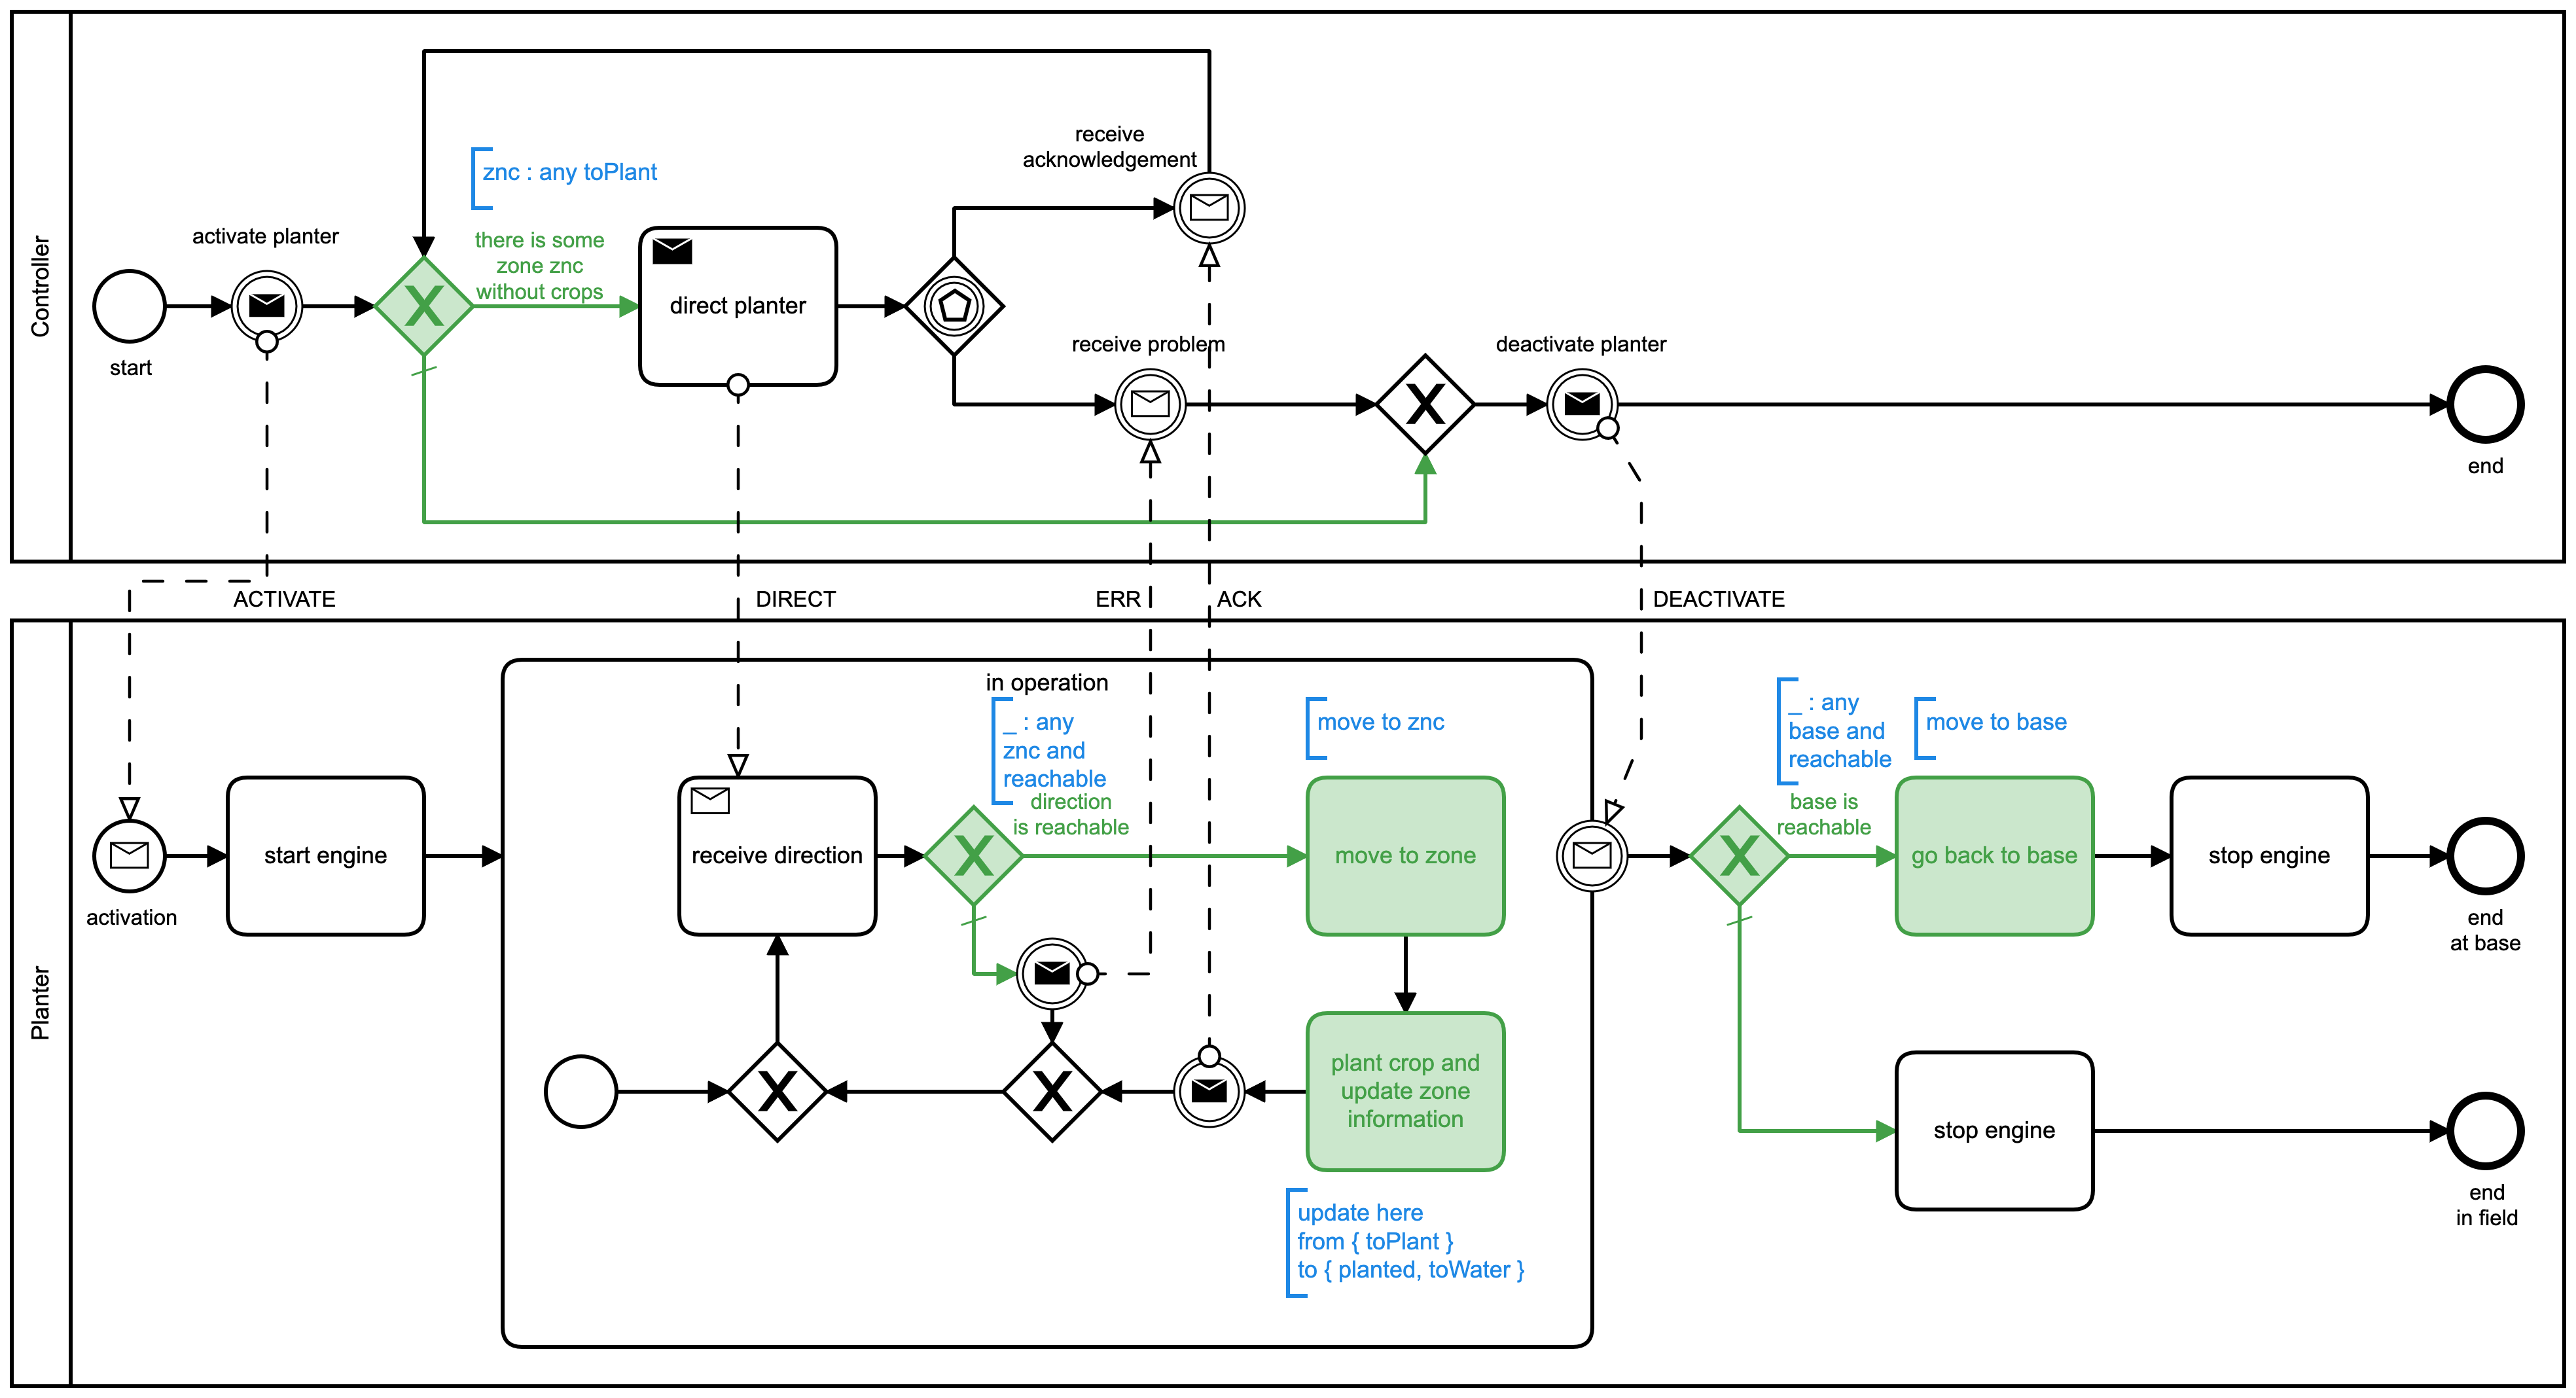 Controller
receive
acknowledgement
znc : any toPlant
activate planter
there is some
zone znc
without crops
X
direct planter
start
receive problem
deactivate planter
X
end
ACTIVATE
DIRECT
ERR
ACK
DEACTIVATE
Planter
in operation
_ : any
znc and
reachable
move to znc
_ : any
base and
reachable
move to base
direction
is reachable
base is
reachable
activation
start engine
receive direction
X
move to zone
X
go back to base
stop engine
end
at base
X
X
plant crop and
update zone
information
stop engine
end
in field
update here
from { toPlant }
to { planted, toWater }